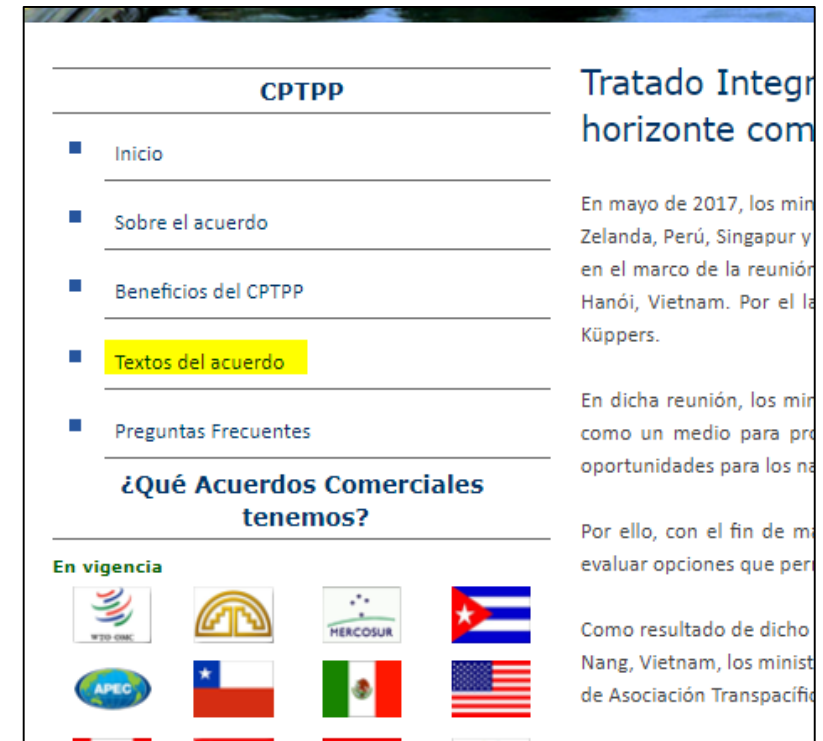 CPTPP
Inicio
Sobre el acuerdo
Beneficios del CPTPP
Textos del acuerdo
Preguntas Frecuentes
¿Qué Acuerdos Comerciales
tenemos?
En vigencia
WTO OMC
MERCOSUR
APEC
Tratado Integr
horizonte com
En mayo de 2017, los min
Zelanda, Perú, Singapur y
en el marco de la reunión
Hanói, Vietnam. Por el la
Küppers.
En dicha reunión, los min
como un medio para pro
oportunidades para los na
Por ello, con el fin de ma
evaluar opciones que per
Como resultado de dicho
Nang, Vietnam, los minist
de Asociación Transpacífic